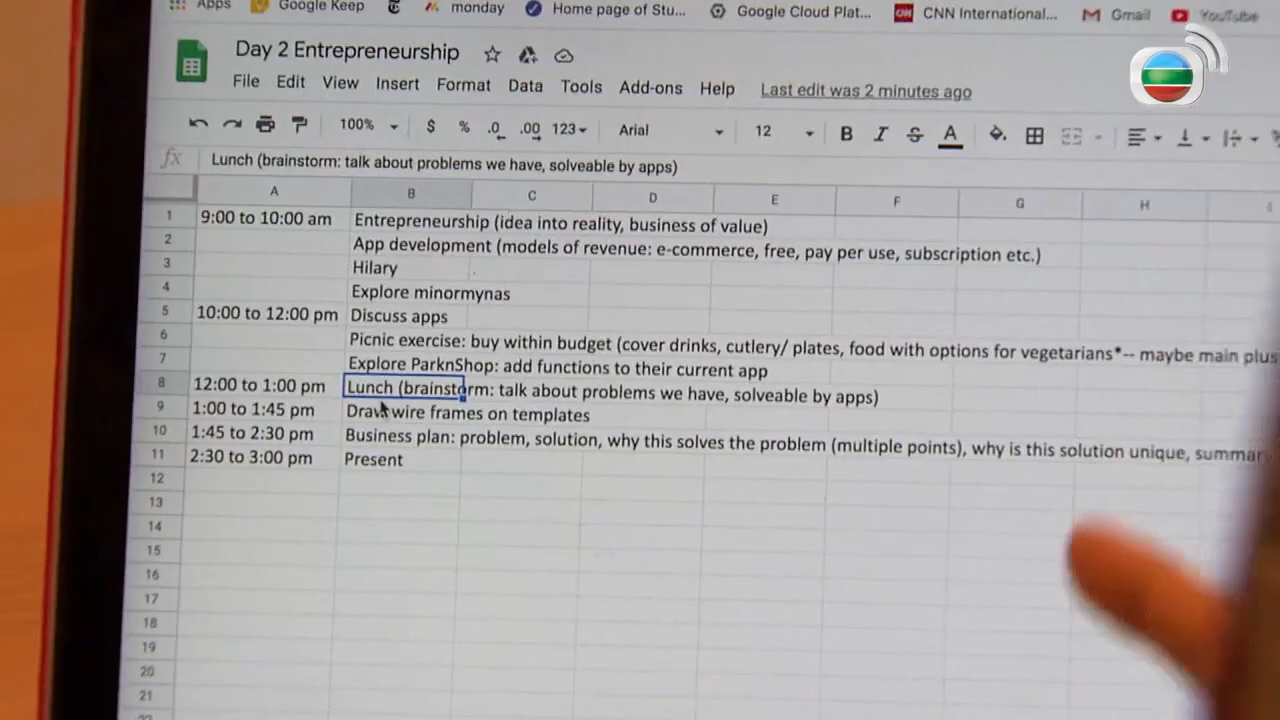 Apps Google Keep monday Home page of Stu... Google Cloud Plat... CNN International... Gmail YouTube
Day 2 Entrepreneurship
File Edit View Insert Format Data Tools Add-ons Help Last edit was 2 minutes ago
100% $ % .0 .00 123 Arial 12 B I S A
fx Lunch (brainstorm: talk about problems we have, solveable by apps)
A B C D E F G H
1 9:00 to 10:00 am Entrepreneurship (idea into reality, business of value)
2 App development (models of revenue: e-commerce, free, pay per use, subscription etc.)
3 Hilary
4 Explore minormynas
5 10:00 to 12:00 pm Discuss apps
6 Picnic exercise: buy within budget (cover drinks, cutlery/ plates, food with options for vegetarians*-- maybe main plus
7 Explore ParknShop: add functions to their current app
8 12:00 to 1:00 pm Lunch (brainstorm: talk about problems we have, solveable by apps)
9 1:00 to 1:45 pm Draw wire frames on templates
10 1:45 to 2:30 pm Business plan: problem, solution, why this solves the problem (multiple points), why is this solution unique, summar
11 2:30 to 3:00 pm Present
12
13
14
15
16
17
18
19
20
21